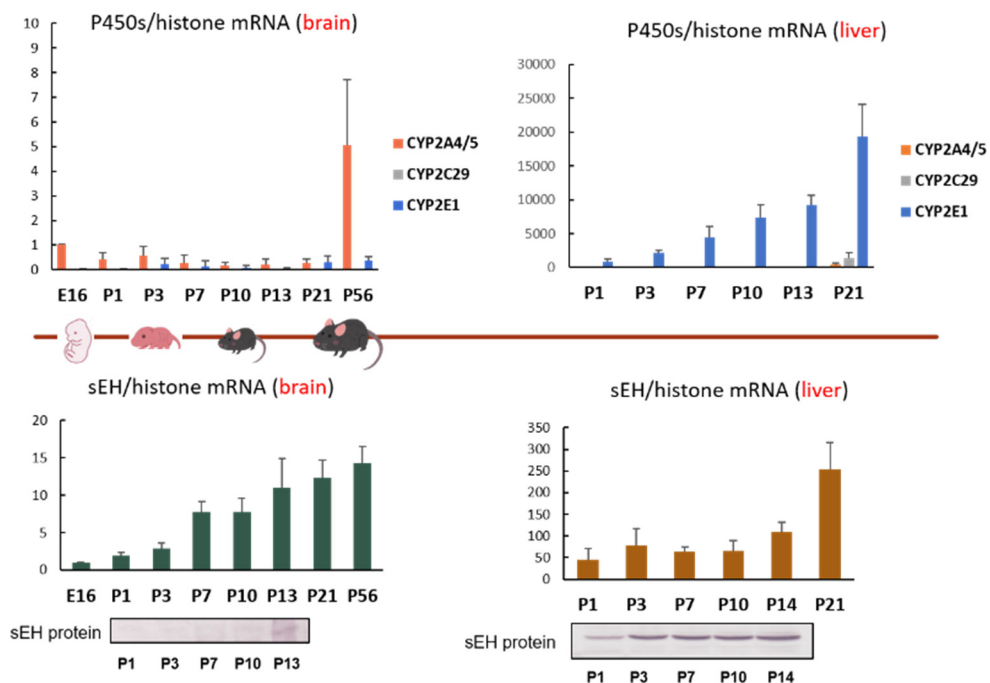 P450s/histone mRNA (brain)
10
9
8
7
6
5
4
3
2
1
0
E16 P1 P3 P7 P10 P13 P21 P56
CYP2A4/5
CYP2C29
CYP2E1
P450s/histone mRNA (liver)
30000
25000
20000
15000
10000
5000
0
P1 P3 P7 P10 P13 P21
CYP2A4/5
CYP2C29
CYP2E1
sEH/histone mRNA (brain)
20
15
10
5
0
E16 P1 P3 P7 P10 P13 P21 P56
sEH protein
P1 P3 P7 P10 P13
sEH/histone mRNA (liver)
350
300
250
200
150
100
50
0
P1 P3 P7 P10 P14 P21
sEH protein
P1 P3 P7 P10 P14